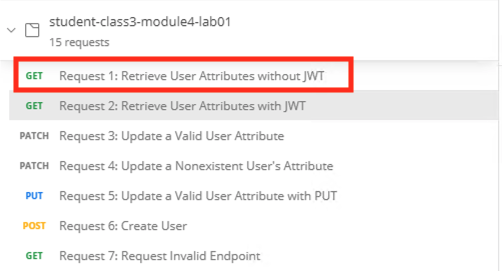 student-class3-module4-lab01
15 requests
GET Request 1: Retrieve User Attributes without JWT
GET Request 2: Retrieve User Attributes with JWT
PATCH Request 3: Update a Valid User Attribute
PATCH Request 4: Update a Nonexistent User's Attribute
PUT Request 5: Update a Valid User Attribute with PUT
POST Request 6: Create User
GET Request 7: Request Invalid Endpoint